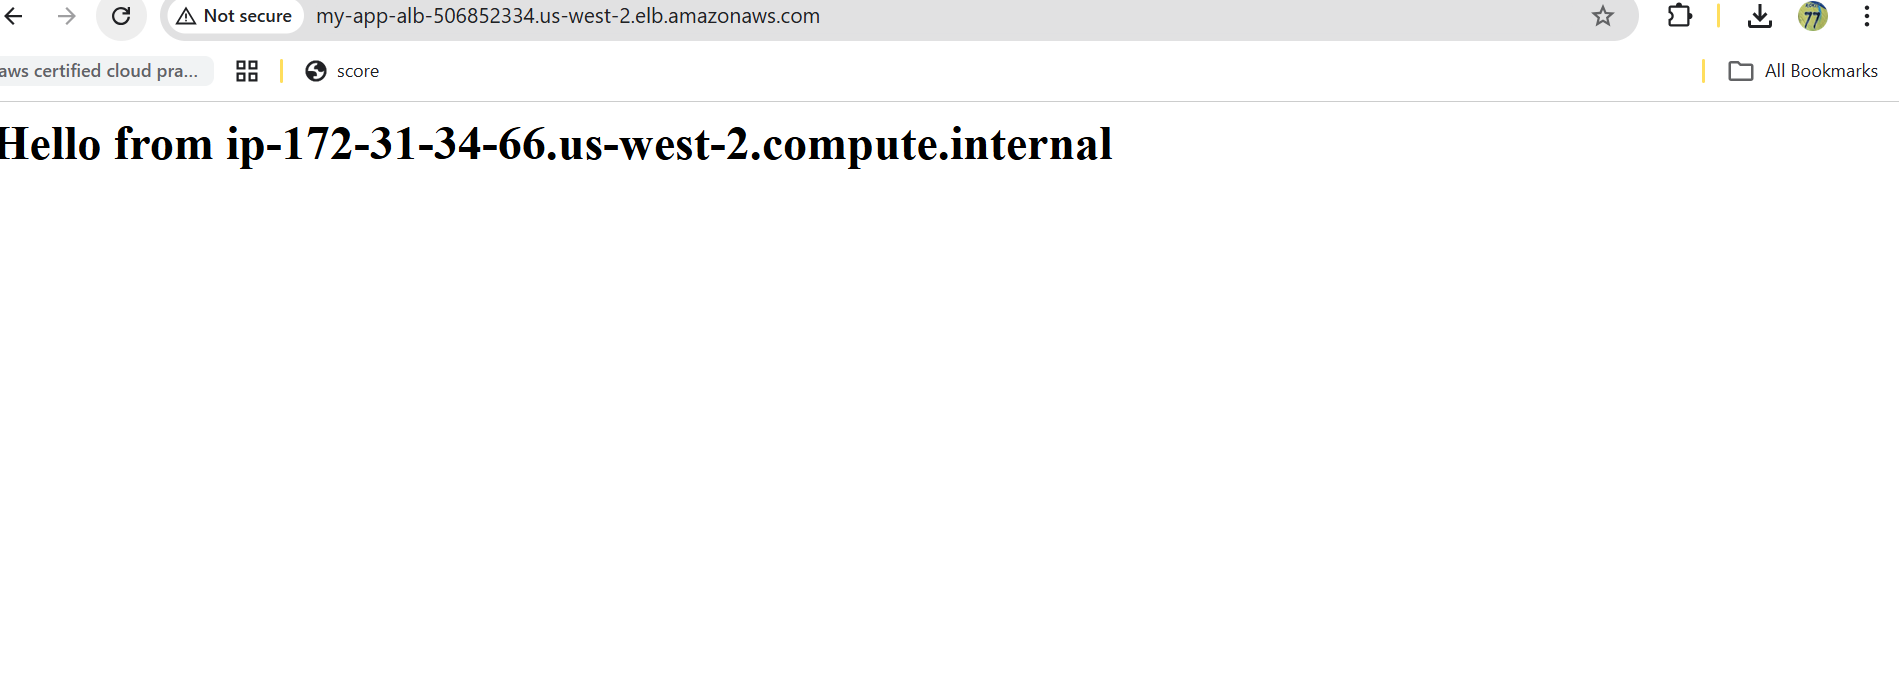 Not secure my-app-alb-506852334.us-west-2.elb.amazonaws.com 77
aws certified cloud pra... score All Bookmarks
Hello from ip-172-31-34-66.us-west-2.compute.internal